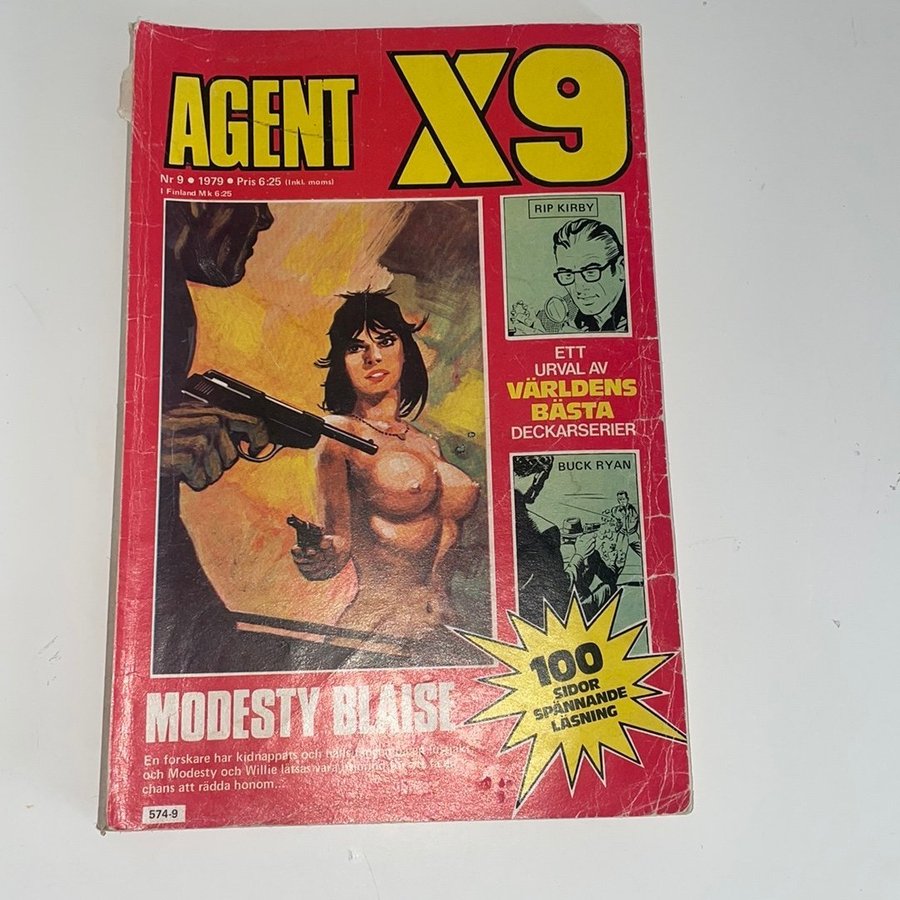 AGENT X9
Nr 9 • 1979 • Pris 6:25 (Inkl. moms)
I Finland Mk 6:25
RIP KIRBY
ETT
URVAL AV
VÄRLDENS
BÄSTA
DECKARSERIER
BUCK RYAN
100
SIDOR
SPÄNNANDE
LÄSNING
MODESTY BLAISE
En forskare har kidnappats och hålls
och Modesty och Willie låtsas vara
chans att rädda honom...
574-9